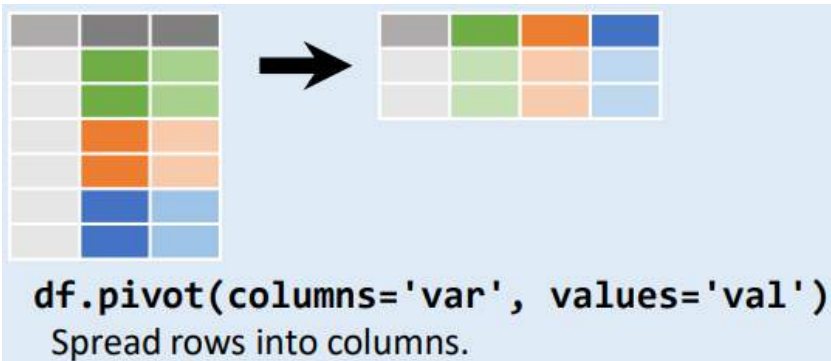 df.pivot(columns='var', values='val')
Spread rows into columns.